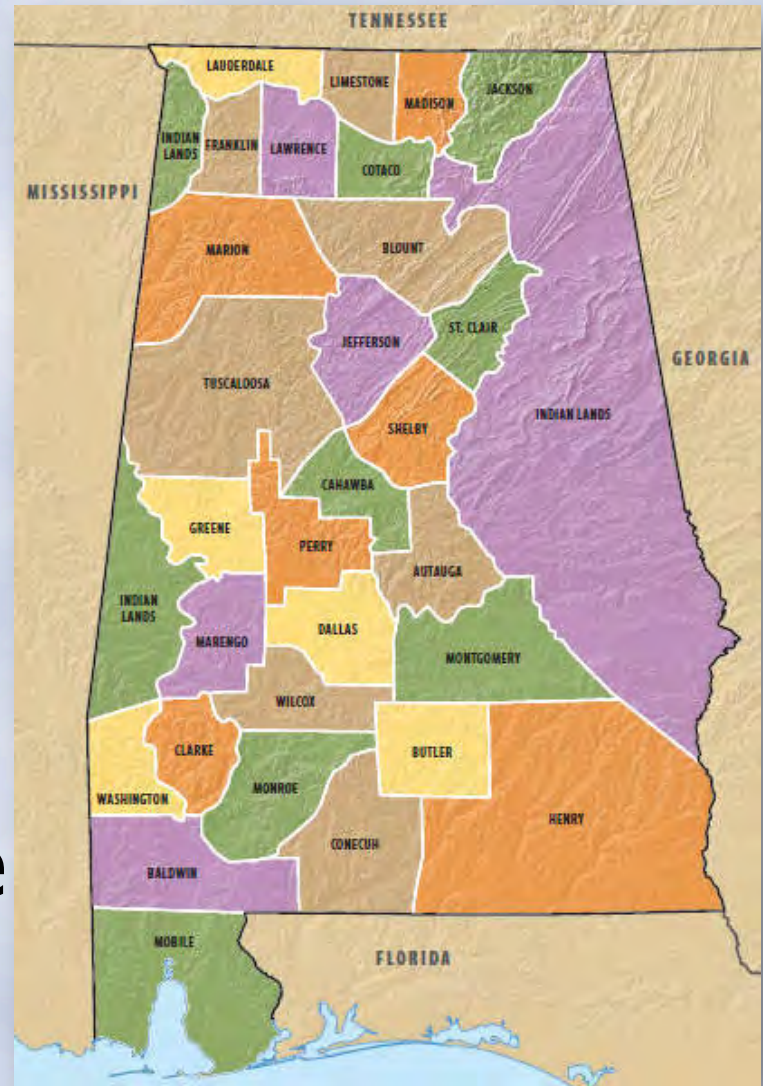 TENNESSEE
LAUDERDALE
LIMESTONE
MADISON
JACKSON
INDIAN
LANDS
FRANKLIN
LAWRENCE
COTACO
MISSISSIPPI
MARION
BLOUNT
JEFFERSON
ST. CLAIR
GEORGIA
TUSCALOOSA
INDIAN LANDS
SHELBY
CAHAWBA
GREENE
PERRY
AUTAUGA
INDIAN
LANDS
DALLAS
MARENGO
MONTGOMERY
WILCOX
CLARKE
BUTLER
MONROE
WASHINGTON
HENRY
CONECUH
BALDWIN
e
MOBILE
FLORIDA